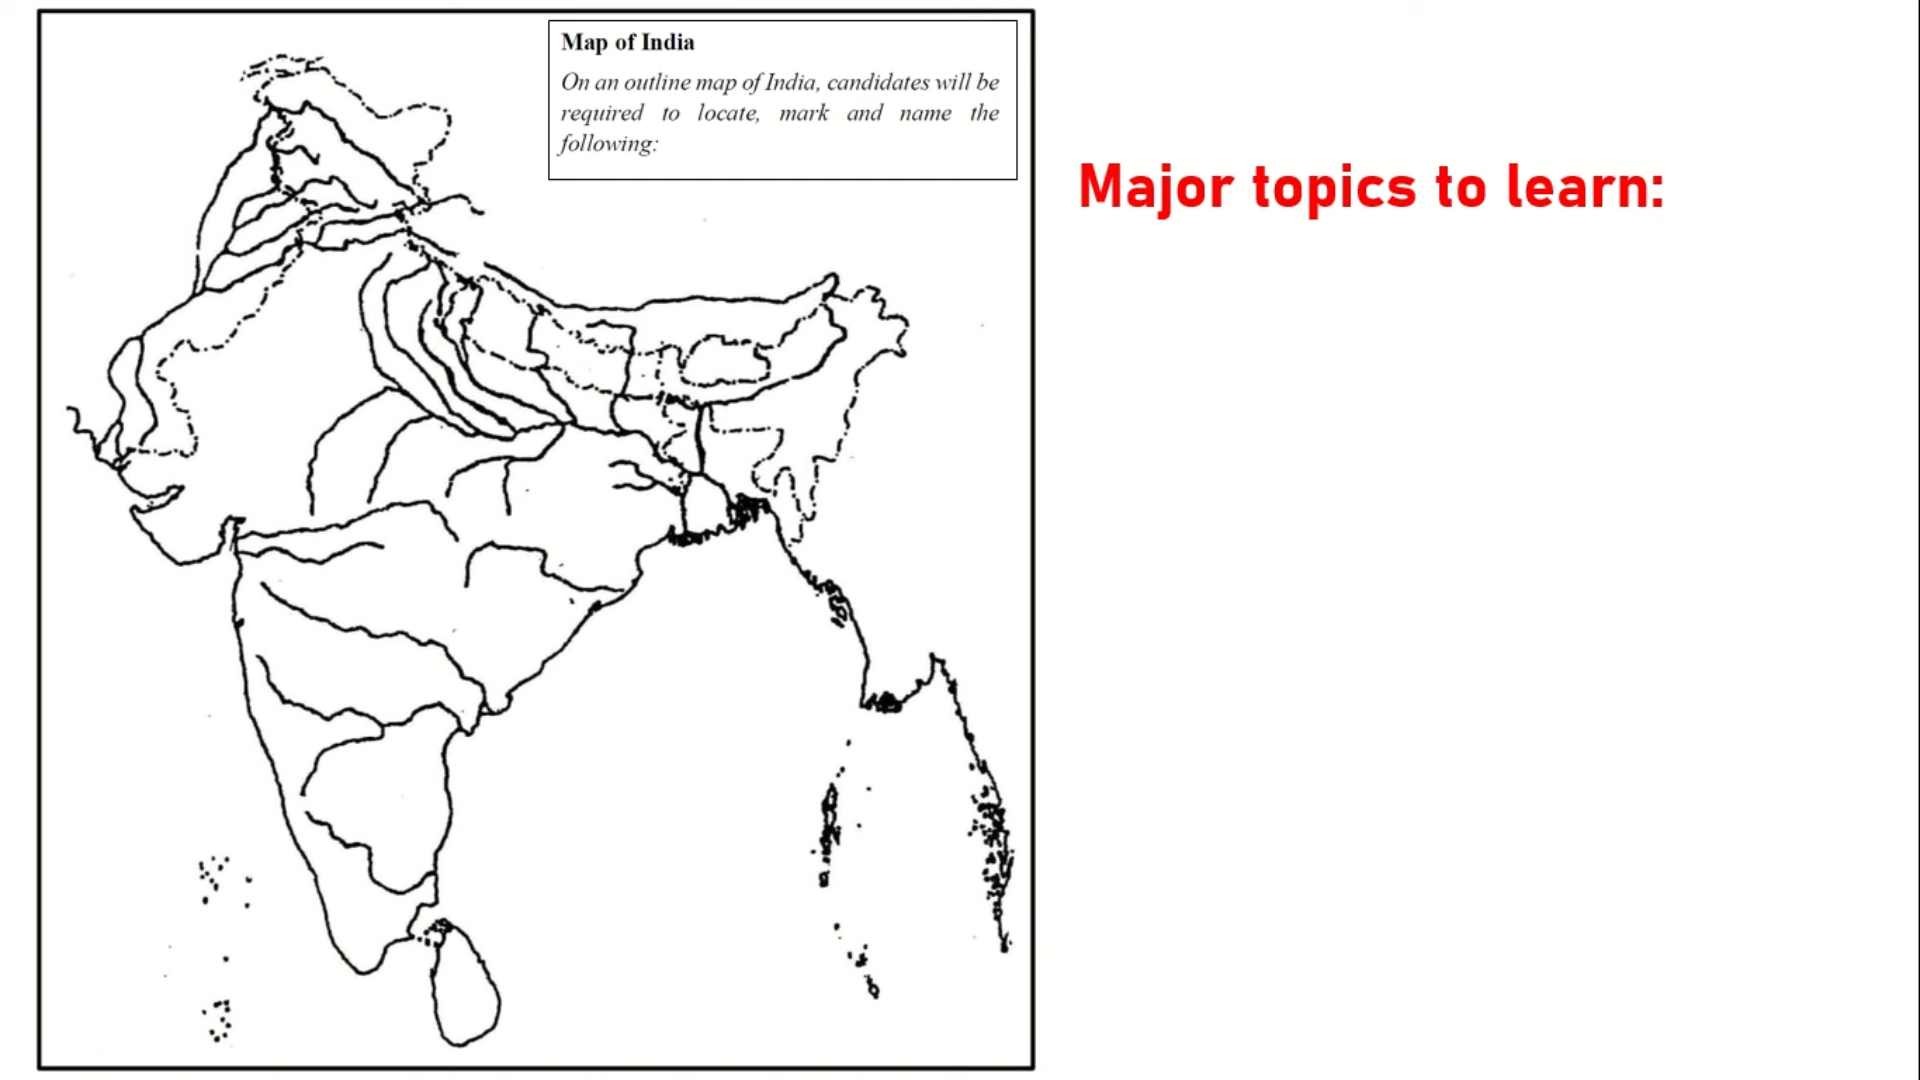 Map of India
On an outline map of India, candidates will be
required to locate, mark and name the
following:
Major topics to learn: